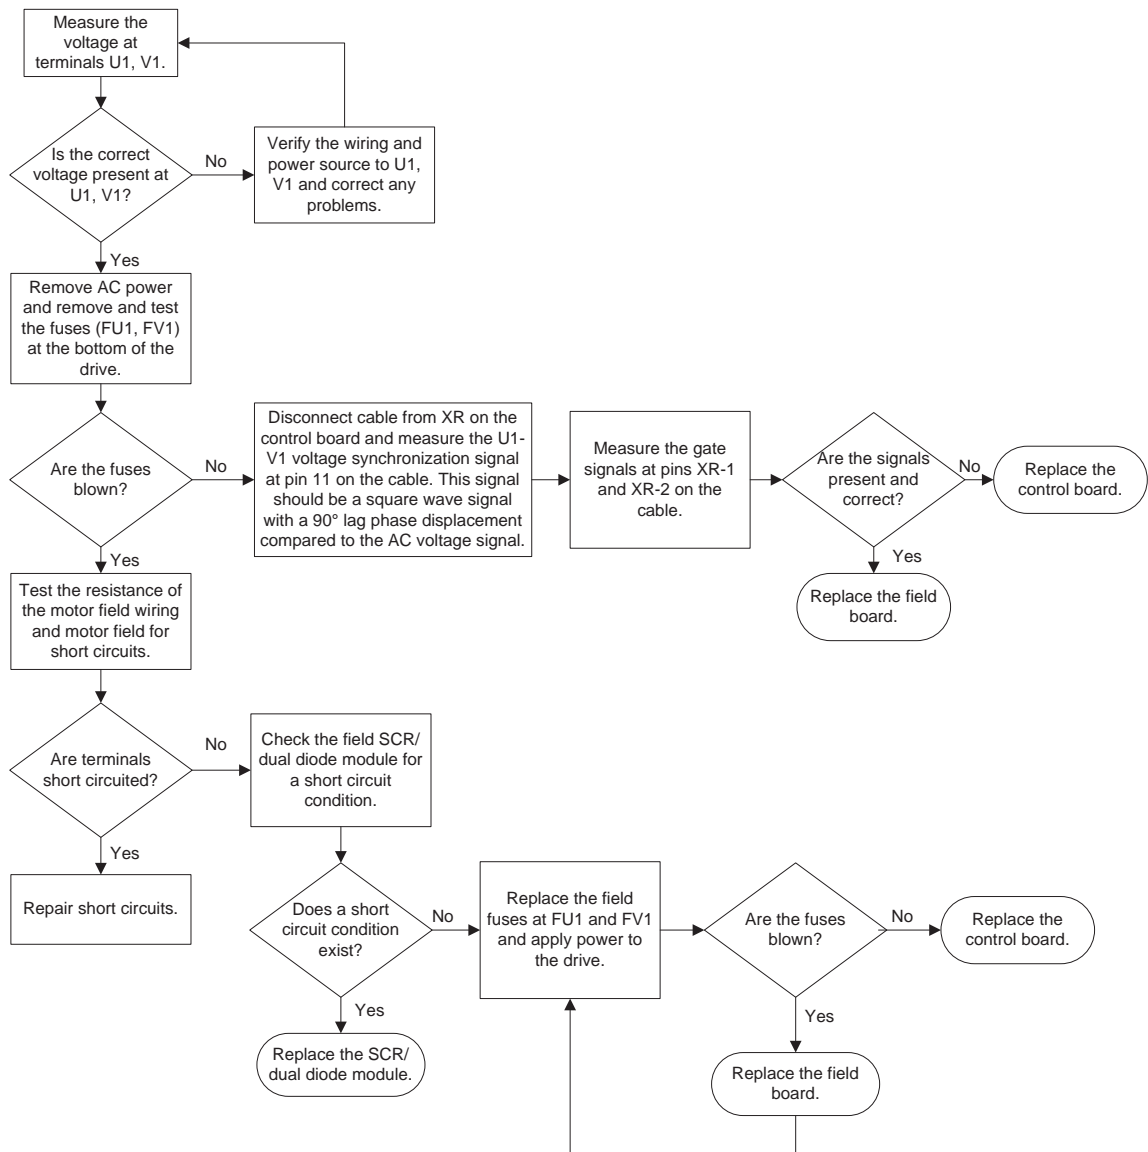 Measure the
voltage at
terminals U1, V1.
Is the correct
voltage present at
U1, V1?
No
Verify the wiring and
power source to U1,
V1 and correct any
problems.
Yes
Remove AC power
and remove and test
the fuses (FU1, FV1)
at the bottom of the
drive.
Are the fuses
blown?
No
Disconnect cable from XR on the
control board and measure the U1-
V1 voltage synchronization signal
at pin 11 on the cable. This signal
should be a square wave signal
with a 90° lag phase displacement
compared to the AC voltage signal.
Measure the gate
signals at pins XR-1
and XR-2 on the
cable.
Are the signals
present and
correct?
No
Replace the
control board.
Yes
Replace the field
board.
Yes
Test the resistance of
the motor field wiring
and motor field for
short circuits.
Are terminals
short circuited?
No
Check the field SCR/
dual diode module for
a short circuit
condition.
Yes
Repair short circuits.
Does a short
circuit condition
exist?
No
Replace the field
fuses at FU1 and FV1
and apply power to
the drive.
Are the fuses
blown?
No
Replace the
control board.
Yes
Replace the SCR/
dual diode module.
Yes
Replace the field
board.